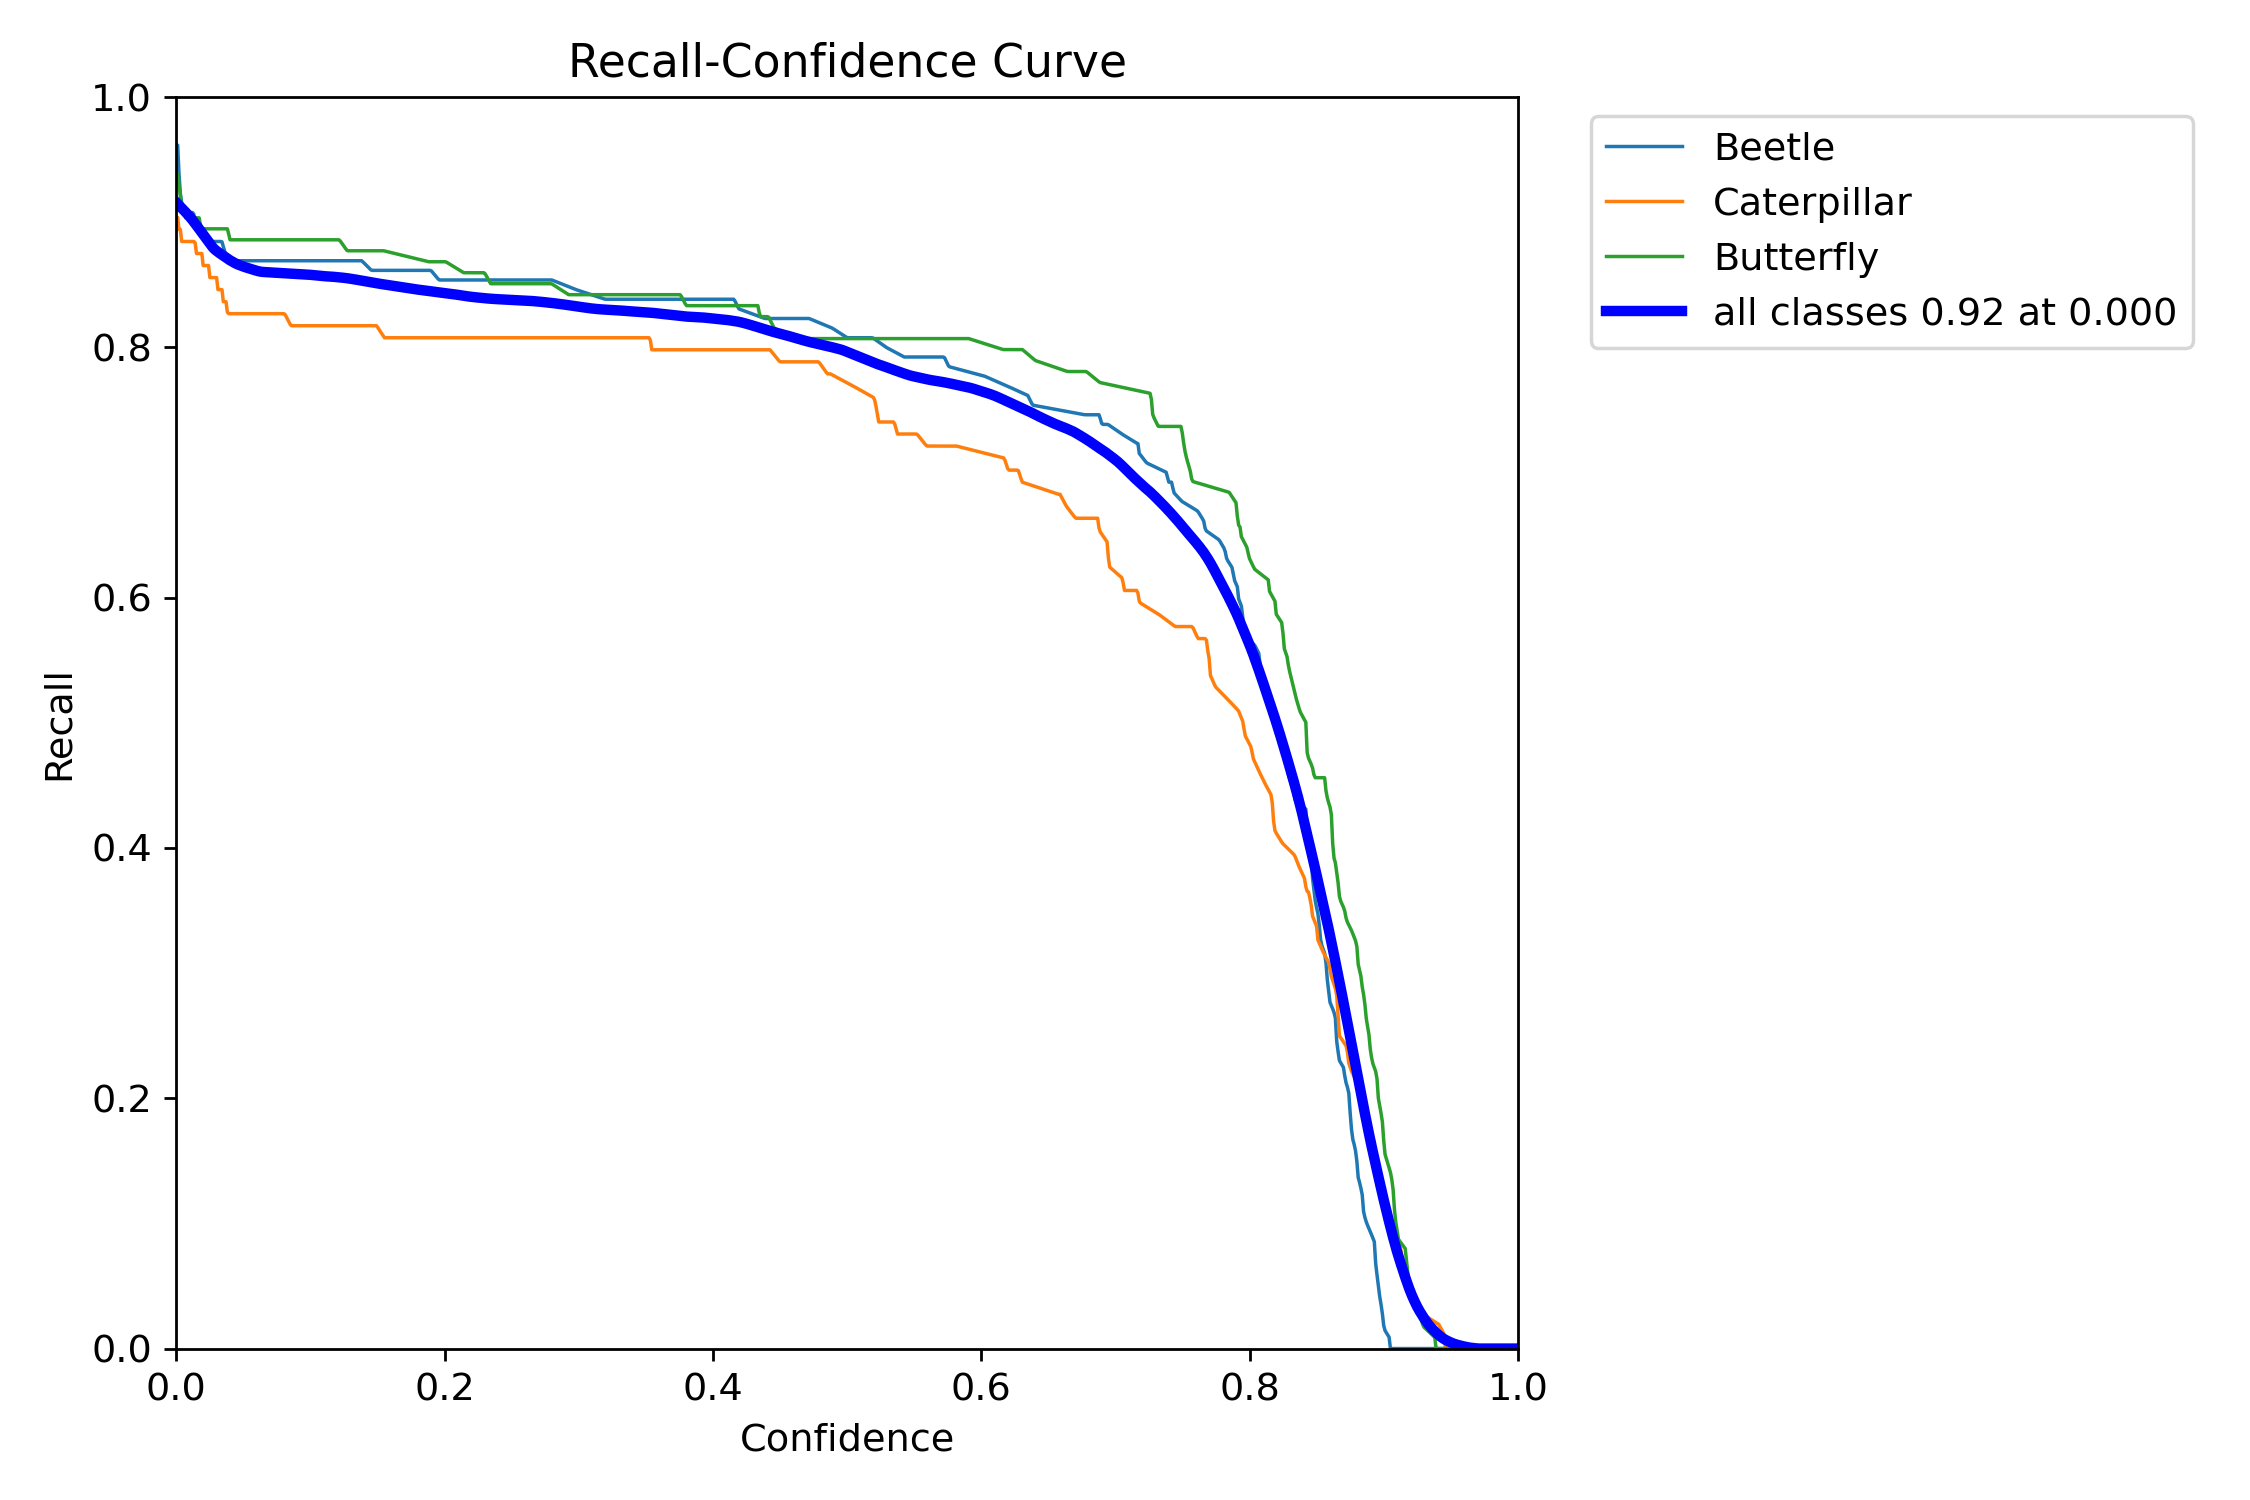 Recall-Confidence Curve
1.0
0.8
0.6
0.4
0.2
0.0
Recall
0.0 0.2 0.4 0.6 0.8 1.0
Confidence
Beetle
Caterpillar
Butterfly
all classes 0.92 at 0.000